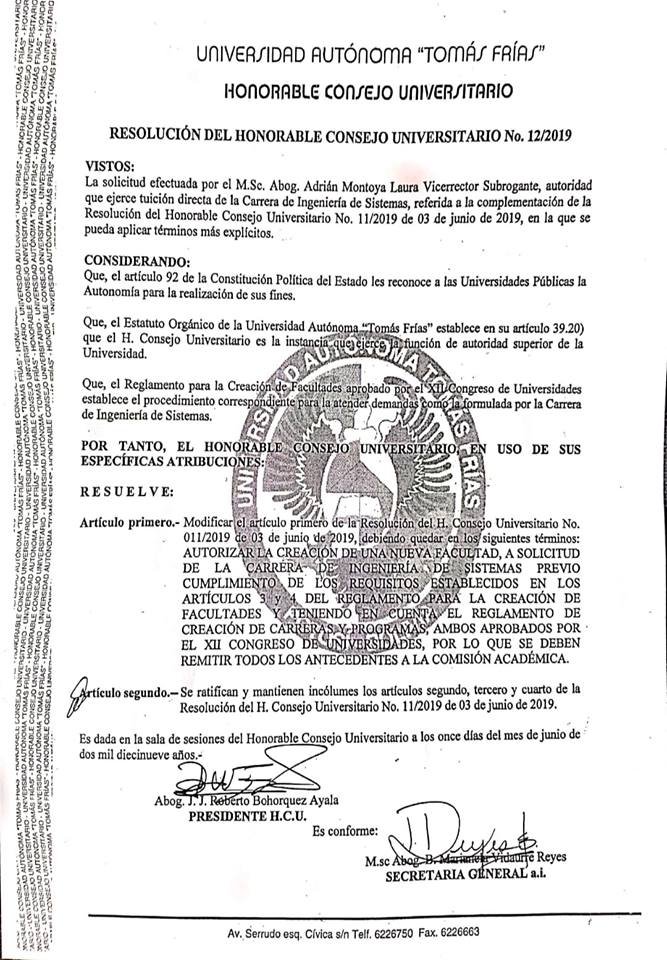 UNIVERSIDAD AUTÓNOMA "TOMÁS FRÍAS"
HONORABLE CONSEJO UNIVERSITARIO
RESOLUCIÓN DEL HONORABLE CONSEJO UNIVERSITARIO No. 12/2019
VISTOS:
La solicitud efectuada por el M.Sc. Abog. Adrián Montoya Laura Vicerrector Subrogante, autoridad
que ejerce tuición directa de la Carrera de Ingeniería de Sistemas, referida a la complementación de la
Resolución del Honorable Consejo Universitario No. 11/2019 de 03 de junio de 2019, en la que se
pueda aplicar términos más explícitos.
CONSIDERANDO:
Que, el artículo 92 de la Constitución Política del Estado les reconoce a las Universidades Públicas la
Autonomía para la realización de sus fines.
Que, el Estatuto Orgánico de la Universidad Autónoma "Tomás Frías" establece en su artículo 39.20)
que el H. Consejo Universitario es la instancia que ejerce la función de autoridad superior de la
Universidad.
Que, el Reglamento para la Creación de Facultades aprobado por el XII Congreso de Universidades
establece el procedimiento correspondiente para la atender demandas como la formulada por la Carrera
de Ingeniería de Sistemas.
POR TANTO, EL HONORABLE CONSEJO UNIVERSITARIO, EN USO DE SUS
ESPECÍFICAS ATRIBUCIONES:
RESUELVE:
Artículo primero.- Modificar el artículo primero de la Resolución del H. Consejo Universitario No.
011/2019 de 03 de junio de 2019, debiendo quedar en los siguientes términos:
AUTORIZAR LA CREACIÓN DE UNA NUEVA FACULTAD, A SOLICITUD
DE LA CARRERA DE INGENIERÍA DE SISTEMAS PREVIO
CUMPLIMIENTO DE LOS REQUISITOS ESTABLECIDOS EN LOS
ARTÍCULOS 3 y 4 DEL REGLAMENTO PARA LA CREACIÓN DE
FACULTADES Y TENIENDO EN CUENTA EL REGLAMENTO DE
CREACIÓN DE CARRERAS Y PROGRAMAS, AMBOS APROBADOS POR
EL XII CONGRESO DE UNIVERSIDADES, POR LO QUE SE DEBEN
REMITIR TODOS LOS ANTECEDENTES A LA COMISIÓN ACADÉMICA.
Artículo segundo.- Se ratifican y mantienen incólumes los artículos segundo, tercero y cuarto de la
Resolución del H. Consejo Universitario No. 11/2019 de 03 de junio de 2019.
Es dada en la sala de sesiones del Honorable Consejo Universitario a los once días del mes de junio de
dos mil diecinueve años.-
Abog. J. J. Roberto Bohorquez Ayala
PRESIDENTE H.C.U.
Es conforme:
M.sc Abog. B. Vidaurre Reyes
SECRETARIA GENERAL a.i.
Av. Serrudo esq. Cívica s/n Telf. 6226750 Fax. 6226663
UNIVERSIDAD AUTÓNOMA TOMÁS FRÍAS
HONORABLE CONSEJO UNIVERSITARIO - UNIVERSIDAD AUTÓNOMA "TOMÁS FRÍAS"